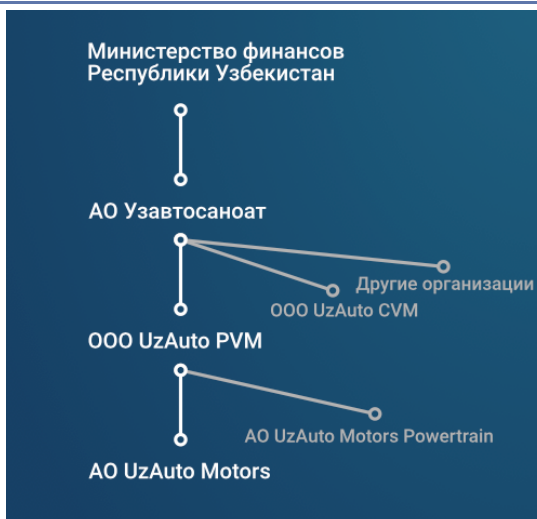 Министерство финансов
Республики Узбекистан
АО Узавтосаноат
Другие организации
ООО UzAuto CVM
ООО UzAuto PVM
АО UzAuto Motors Powertrain
АО UzAuto Motors